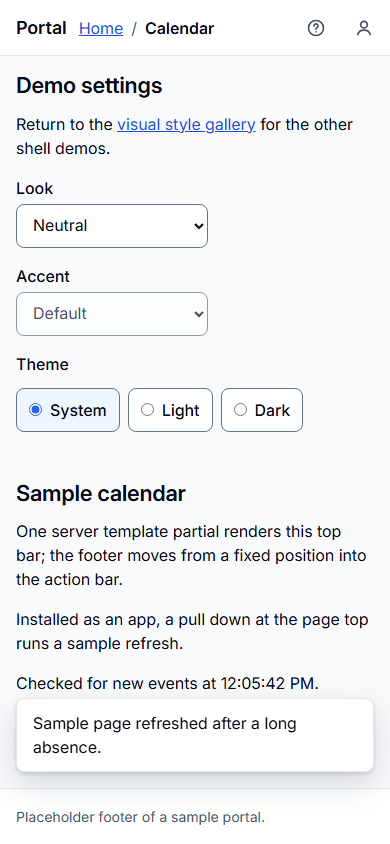 Portal Home / Calendar
Demo settings
Return to the visual style gallery for the other
shell demos.
Look
Neutral
Accent
Default
Theme
System Light Dark
Sample calendar
One server template partial renders this top
bar; the footer moves from a fixed position into
the action bar.
Installed as an app, a pull down at the page top
runs a sample refresh.
Checked for new events at 12:05:42 PM.
Sample page refreshed after a long
absence.
Placeholder footer of a sample portal.